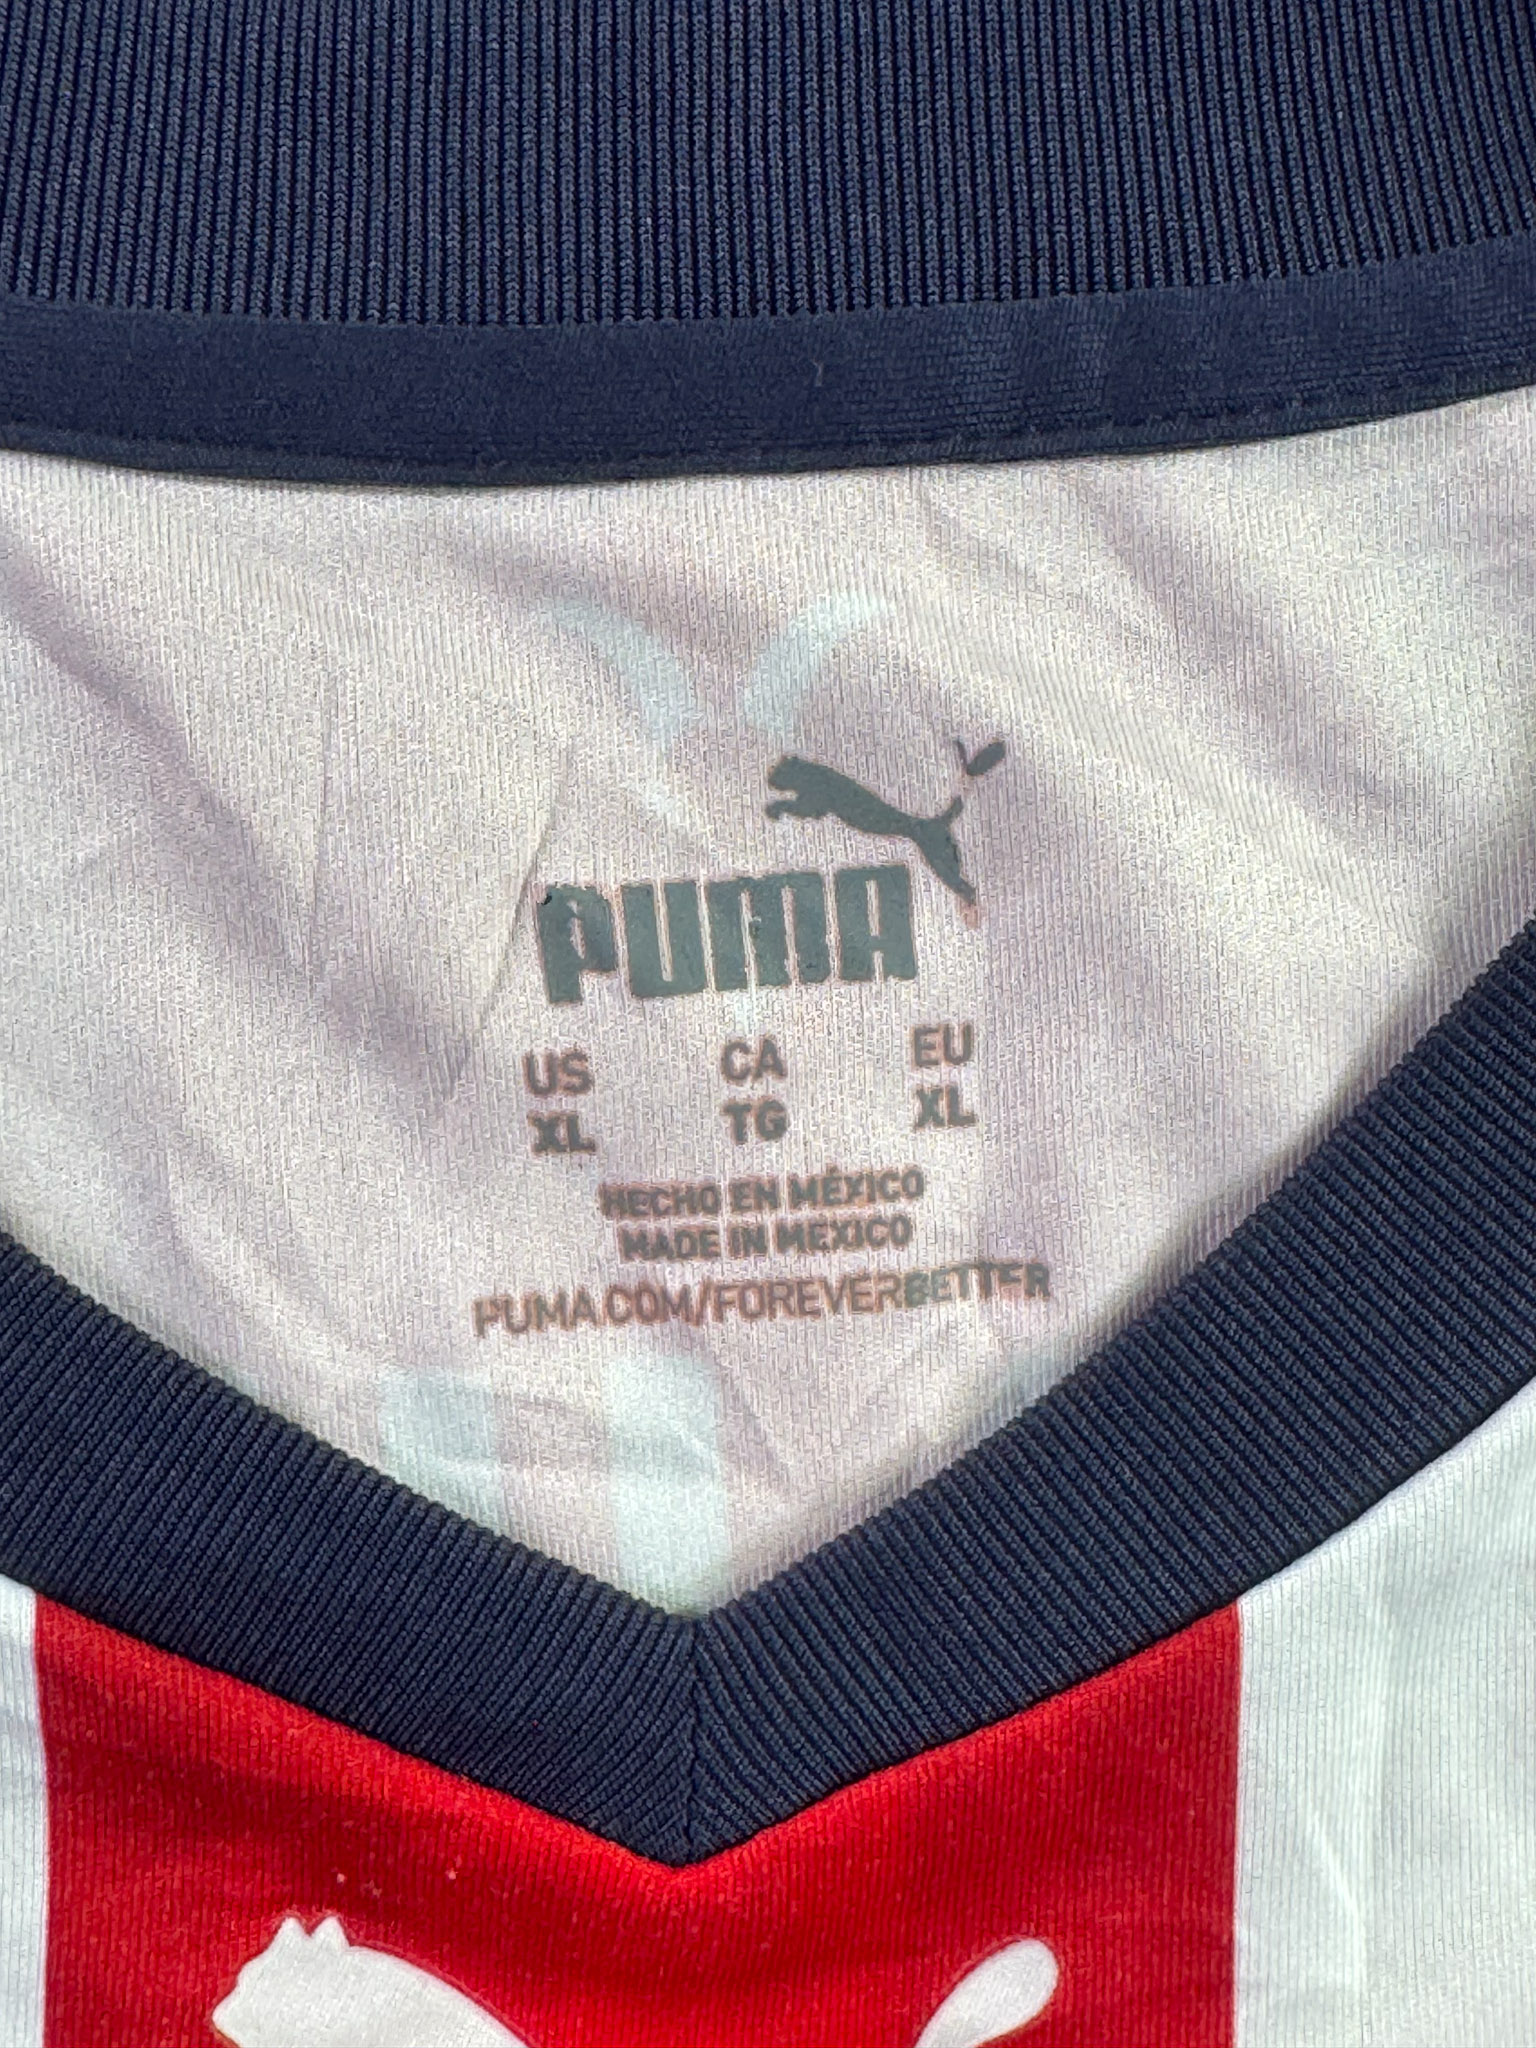 PUMA
US CA EU
XL TG XL
HECHO EN MÉXICO
MADE IN MEXICO
PUMA.COM/FOREVERBETTER